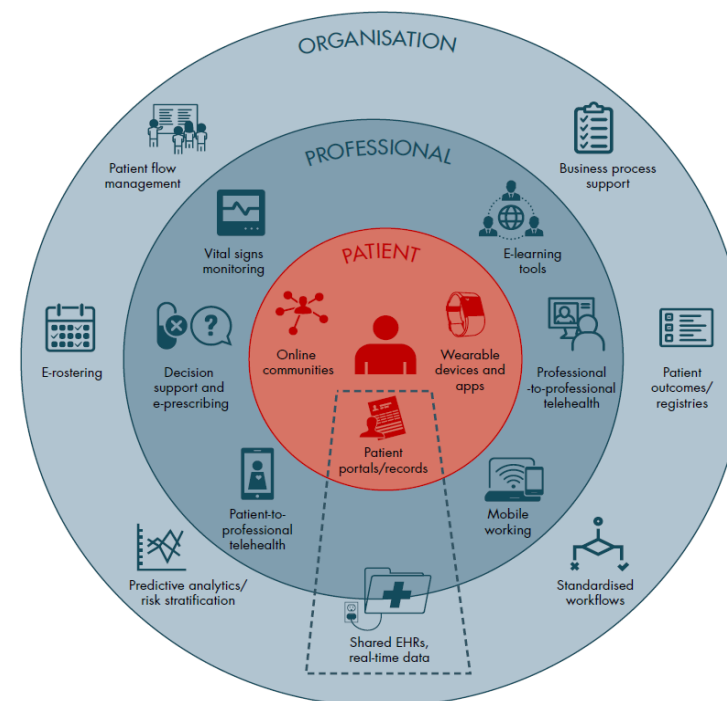 ORGANISATION
Patient flow
management
Business process
support
PROFESSIONAL
Vital signs
monitoring
E-learning
tools
PATIENT
E-rostering
Decision
support and
e-prescribing
?
Online
communities
Wearable
devices and
apps
Professional
-to-professional
telehealth
Patient
outcomes/
registries
Patient
portals/records
Patient-to-
professional
telehealth
Mobile
working
Predictive analytics/
risk stratification
Standardised
workflows
Shared EHRs,
real-time data